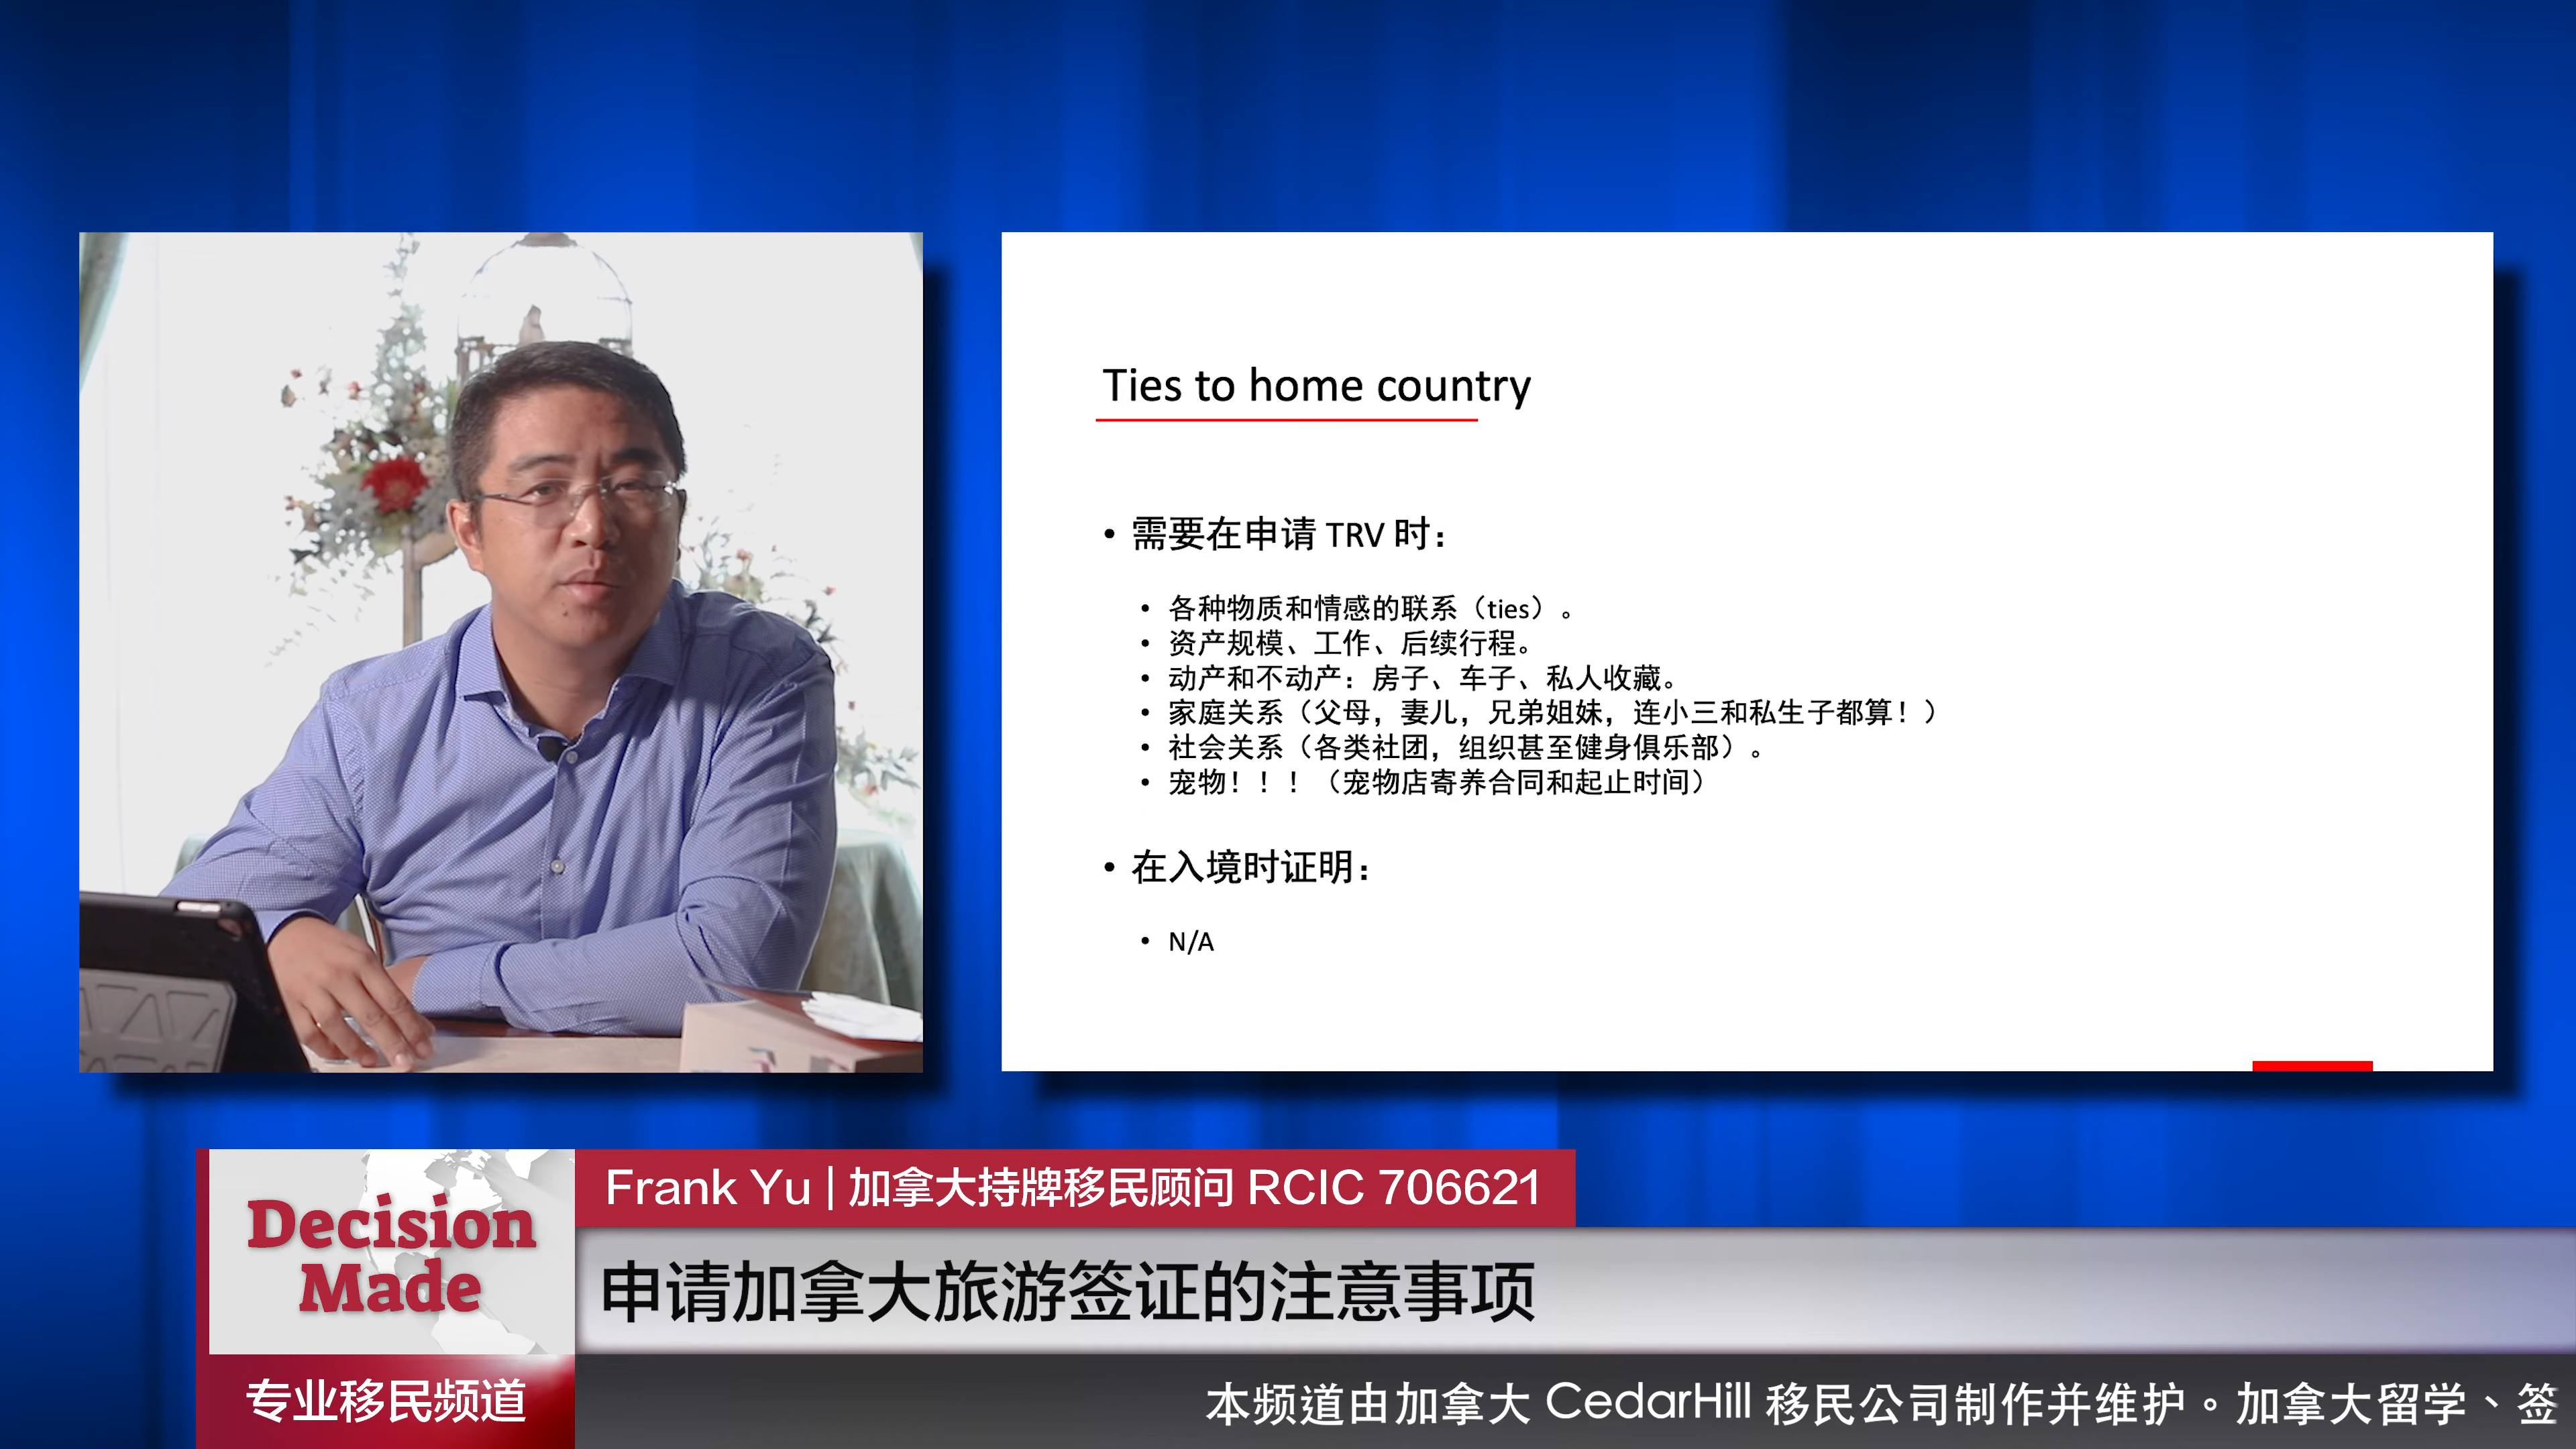 Ties to home country
• 需要在申请 TRV 时：
• 各种物质和情感的联系（ties）。
• 资产规模、工作、后续行程。
• 动产和不动产：房子、车子、私人收藏。
• 家庭关系（父母，妻儿，兄弟姐妹，连小三和私生子都算！）
• 社会关系（各类社团，组织甚至健身俱乐部）。
• 宠物！！！（宠物店寄养合同和起止时间）
• 在入境时证明：
• N/A
Frank Yu | 加拿大持牌移民顾问 RCIC 706621
Decision
Made
申请加拿大旅游签证的注意事项
专业移民频道
本频道由加拿大 CedarHill 移民公司制作并维护。加拿大留学、签